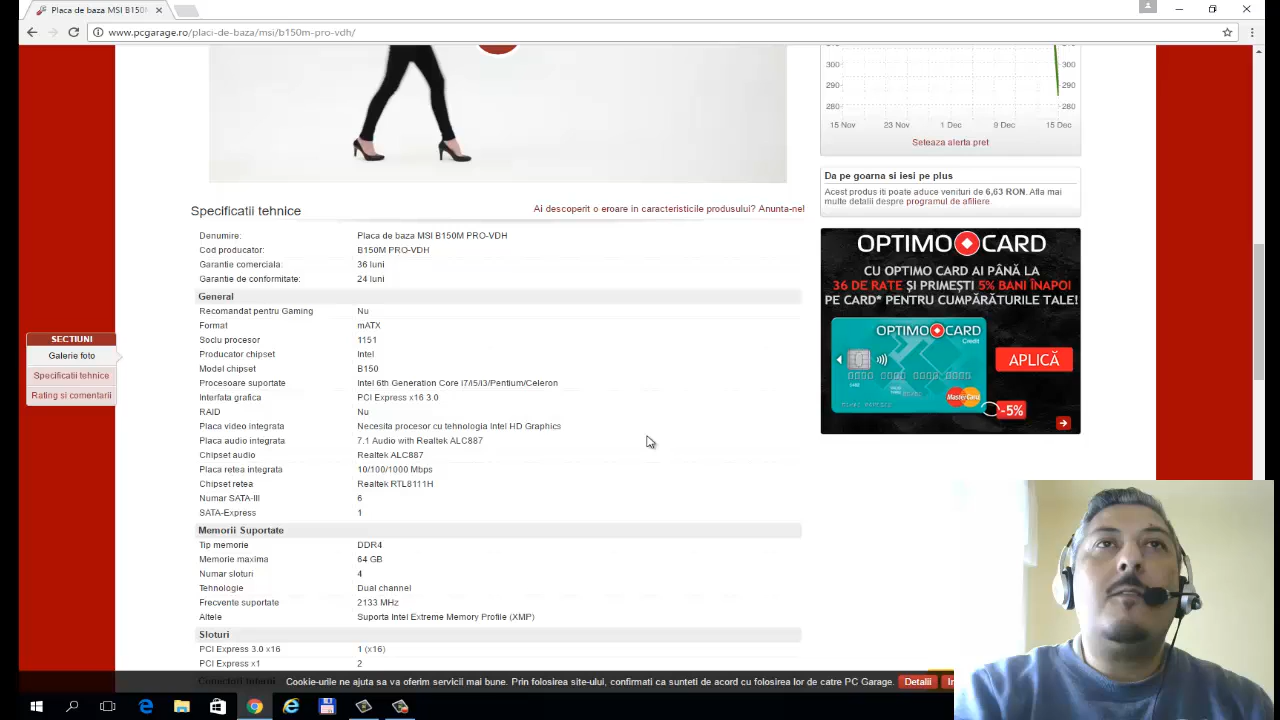 Placa de baza MSI B150
www.pcgarage.ro/placi-de-baza/msi/b150m-pro-vdh/
300
300
290
290
280
280
15 Nov
23 Nov
1 Dec
9 Dec
15 Dec
Seteaza alerta pret
Da pe goarna si iesi pe plus
Acest produs iti poate aduce venituri de 6,63 RON. Afla mai
multe detalii despre programul de afiliere.
Specificatii tehnice
Ai descoperit o eroare in caracteristicile produsului? Anunta-ne!
Denumire: Placa de baza MSI B150M PRO-VDH
Cod producator: B150M PRO-VDH
Garantie comerciala: 36 luni
Garantie de conformitate: 24 luni
General
Recomandat pentru Gaming Nu
Format mATX
Soclu procesor 1151
Producator chipset Intel
Model chipset B150
Procesoare suportate Intel 6th Generation Core i7/i5/i3/Pentium/Celeron
Interfata grafica PCI Express x16 3.0
RAID Nu
Placa video integrata Necesita procesor cu tehnologia Intel HD Graphics
Placa audio integrata 7.1 Audio with Realtek ALC887
Chipset audio Realtek ALC887
Placa retea integrata 10/100/1000 Mbps
Chipset retea Realtek RTL8111H
Numar SATA-III 6
SATA-Express 1
Memorii Suportate
Tip memorie DDR4
Memorie maxima 64 GB
Numar sloturi 4
Tehnologie Dual channel
Frecvente suportate 2133 MHz
Altele Suporta Intel Extreme Memory Profile (XMP)
Sloturi
PCI Express 3.0 x16 1 (x16)
PCI Express x1 2
SECTIUNI
Galerie foto
Specificatii tehnice
Rating si comentarii
OPTIMO CARD
CU OPTIMO CARD AI PÂNĂ LA
36 DE RATE ȘI PRIMEȘTI 5% BANI ÎNAPOI
PE CARD* PENTRU CUMPĂRĂTURILE TALE!
OPTIMO CARD
Credit
MasterCard
-5%
APLICĂ
Cookie-urile ne ajuta sa va oferim servicii mai bune. Prin folosirea site-ului, confirmati ca sunteti de acord cu folosirea lor de catre PC Garage.
Detalii